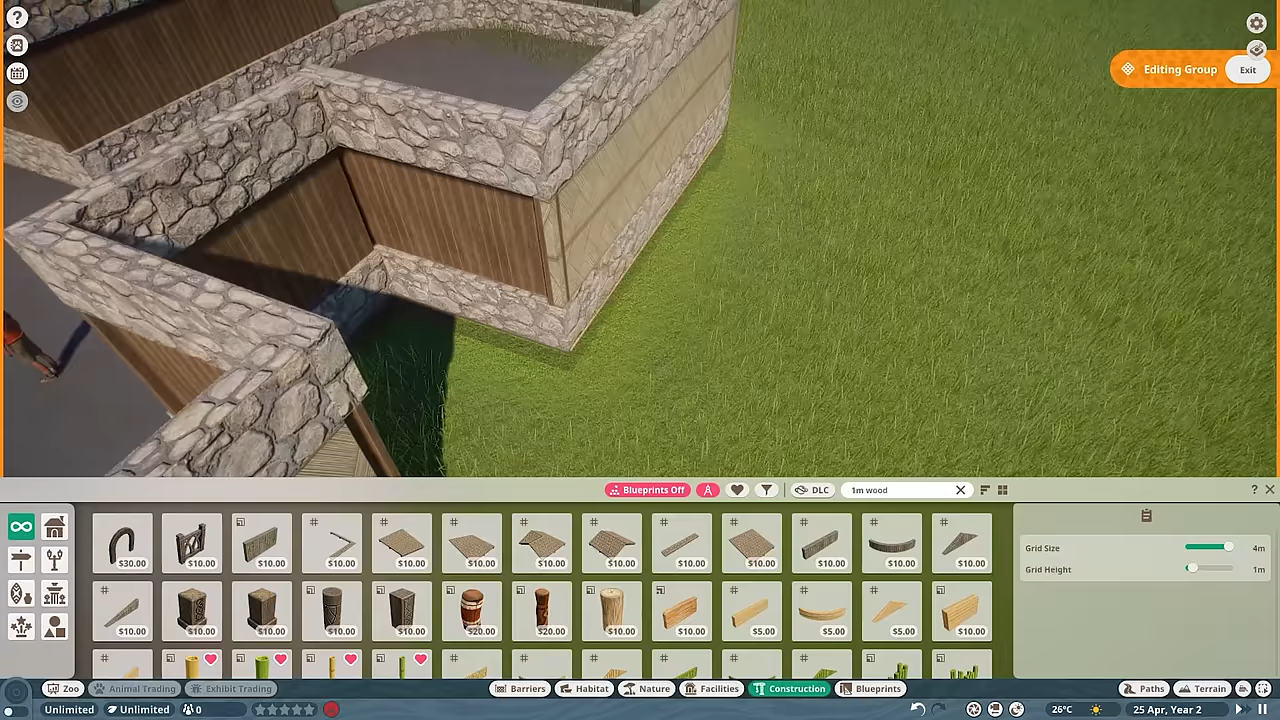 ?
Editing Group
Exit
Blueprints Off
DLC
1m wood
?
$30.00 $10.00 $10.00 $10.00 $10.00 $10.00 $10.00 $10.00 $10.00 $10.00 $10.00 $10.00 $10.00
Grid Size 4m
Grid Height 1m
$10.00 $10.00 $10.00 $10.00 $10.00 $20.00 $20.00 $10.00 $10.00 $5.00 $5.00 $5.00 $10.00
Zoo Animal Trading Exhibit Trading Barriers Habitat Nature Facilities Construction Blueprints Paths Terrain
Unlimited Unlimited 0 26°C 25 Apr, Year 2